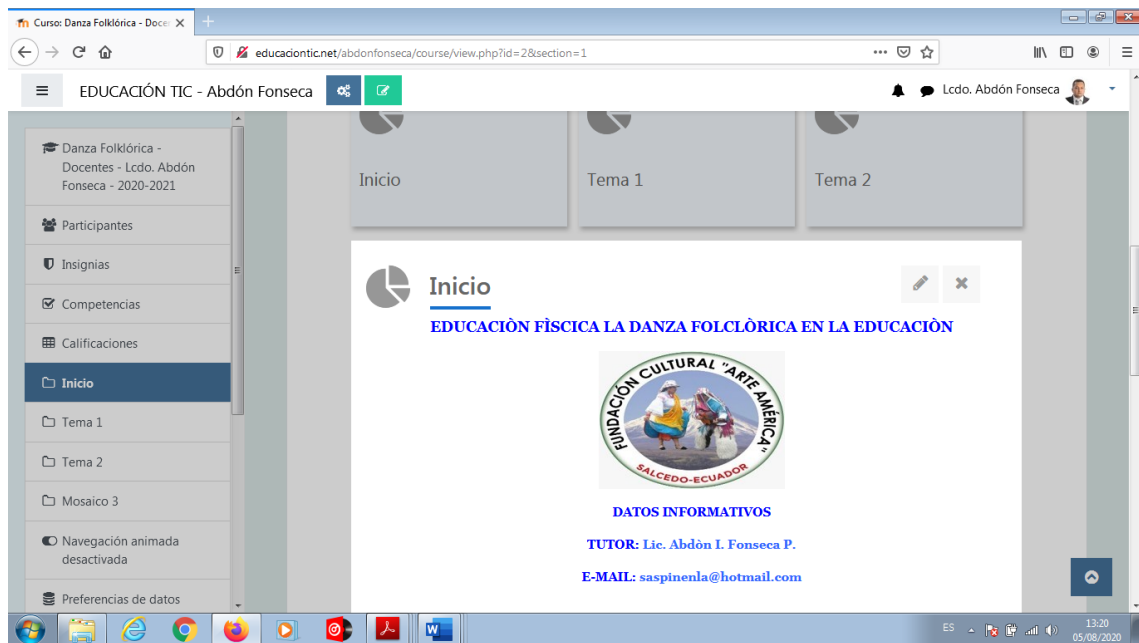 Curso: Danza Folklórica - Docen
educaciontic.net/abdonfonseca/course/view.php?id=2&section=1
EDUCACIÓN TIC - Abdón Fonseca
Lcdo. Abdón Fonseca
Danza Folklórica -
Docentes - Lcdo. Abdón
Fonseca - 2020-2021
Participantes
Insignias
Competencias
Calificaciones
Inicio
Tema 1
Tema 2
Mosaico 3
Navegación animada
desactivada
Preferencias de datos
Inicio
Tema 1
Tema 2
Inicio
EDUCACIÒN FÌSCICA LA DANZA FOLCLÒRICA EN LA EDUCACIÒN
FUNDACIÓN CULTURAL "ARTE AMÉRICA"
SALCEDO-ECUADOR
DATOS INFORMATIVOS
TUTOR: Lic. Abdòn I. Fonseca P.
E-MAIL: saspinenla@hotmail.com
ES
13:20
05/08/2020